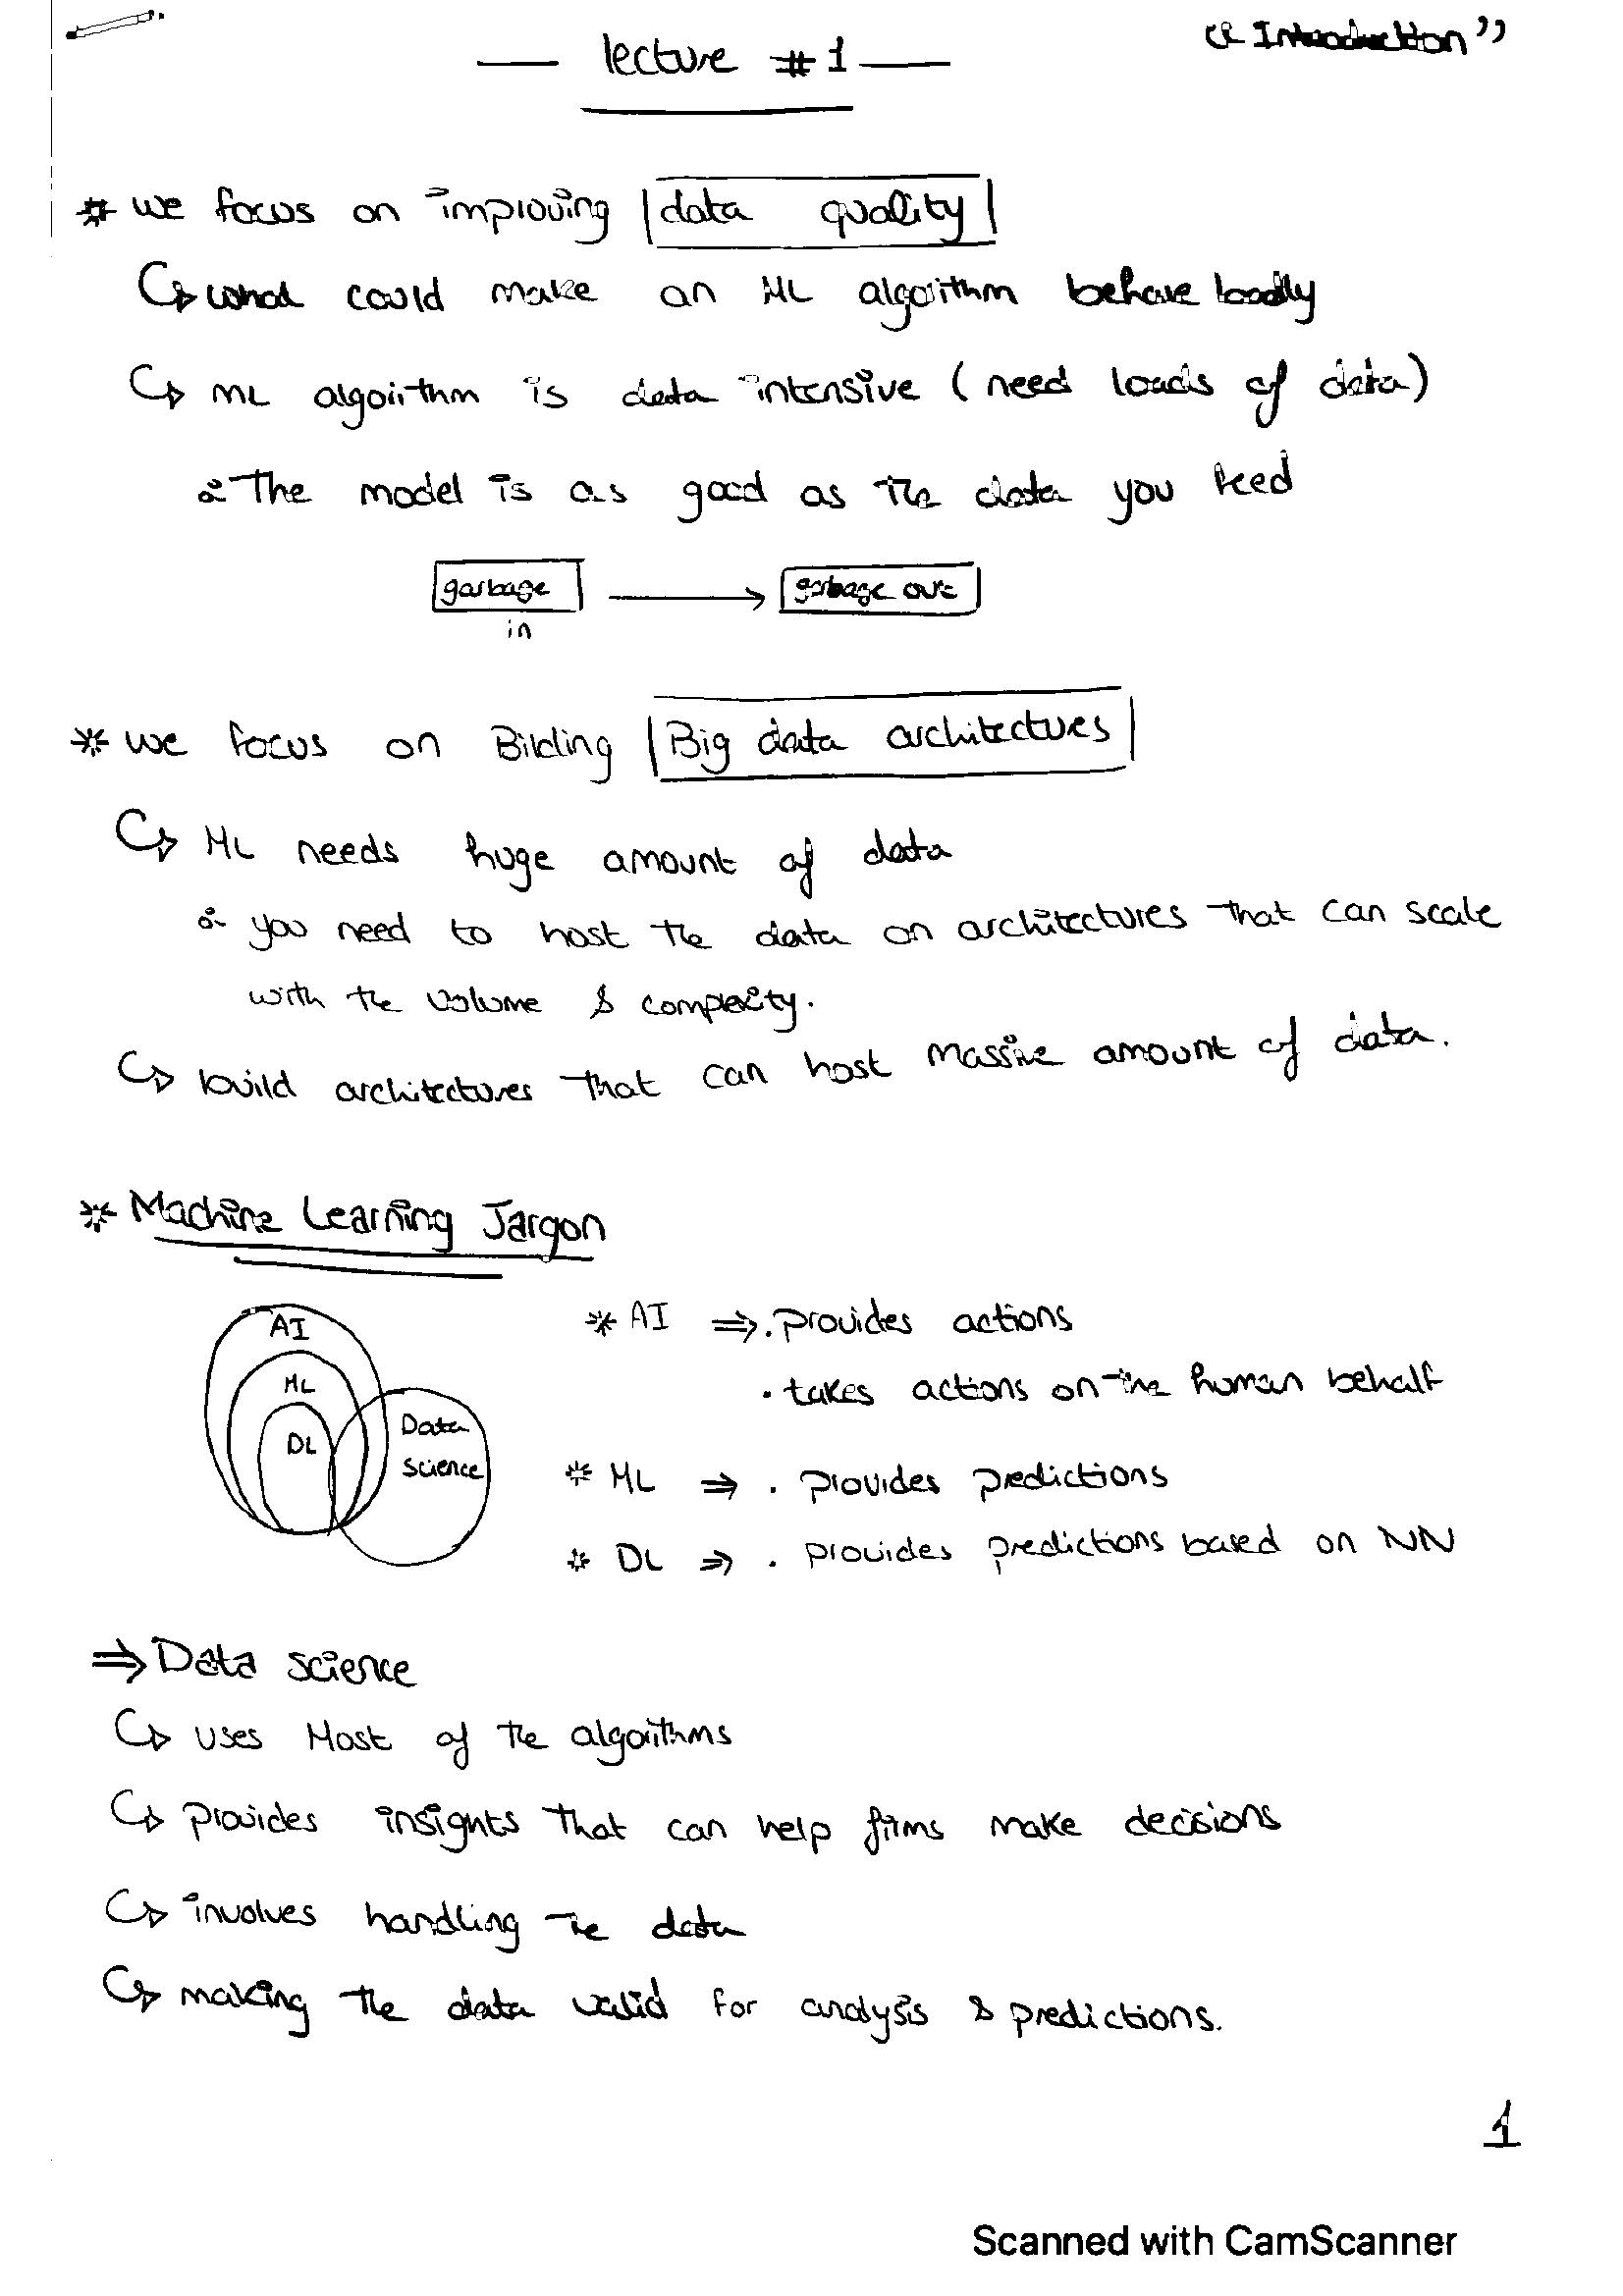 "Introduction"
lecture #1
* we focus on improving data quality
↳ what could make an ML algorithm behave badly
↳ ML algorithm is data intensive (need loads of data)
The model is as good as the data you feed
garbage in → garbage out
* we focus on Bilding Big data architectures
↳ ML needs huge amount of data
you need to host the data on architectures that can scale
with the volume & complexity.
↳ build architectures that can host massive amount of data.
* Machine Learning Jargon
AI
ML
DL
Data science
* AI ⇒ . provides actions
. takes actions on the human behalf
* ML ⇒ . provides predictions
* DL ⇒ . provides predictions based on NN
⇒ Data science
↳ uses Most of the algorithms
↳ provides insights that can help firms make decisions
↳ involves handling the data
↳ making the data valid for analysis & predictions.
1
Scanned with CamScanner